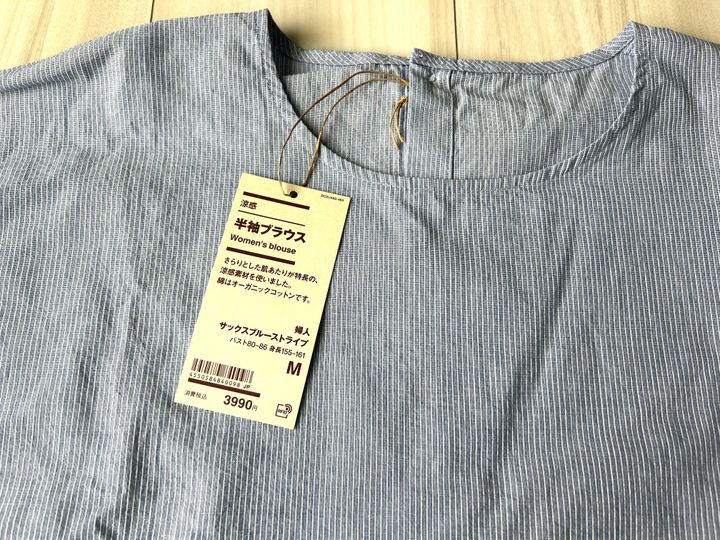 涼感
半袖ブラウス
Women's blouse
さらりとした肌あたりが特長の、
涼感素材を使いました。
綿はオーガニックコットンです。
婦人
サックスブルーストライプ
バスト80-86 身長155-161
M
4550584840098 JP
消費税込 3990円